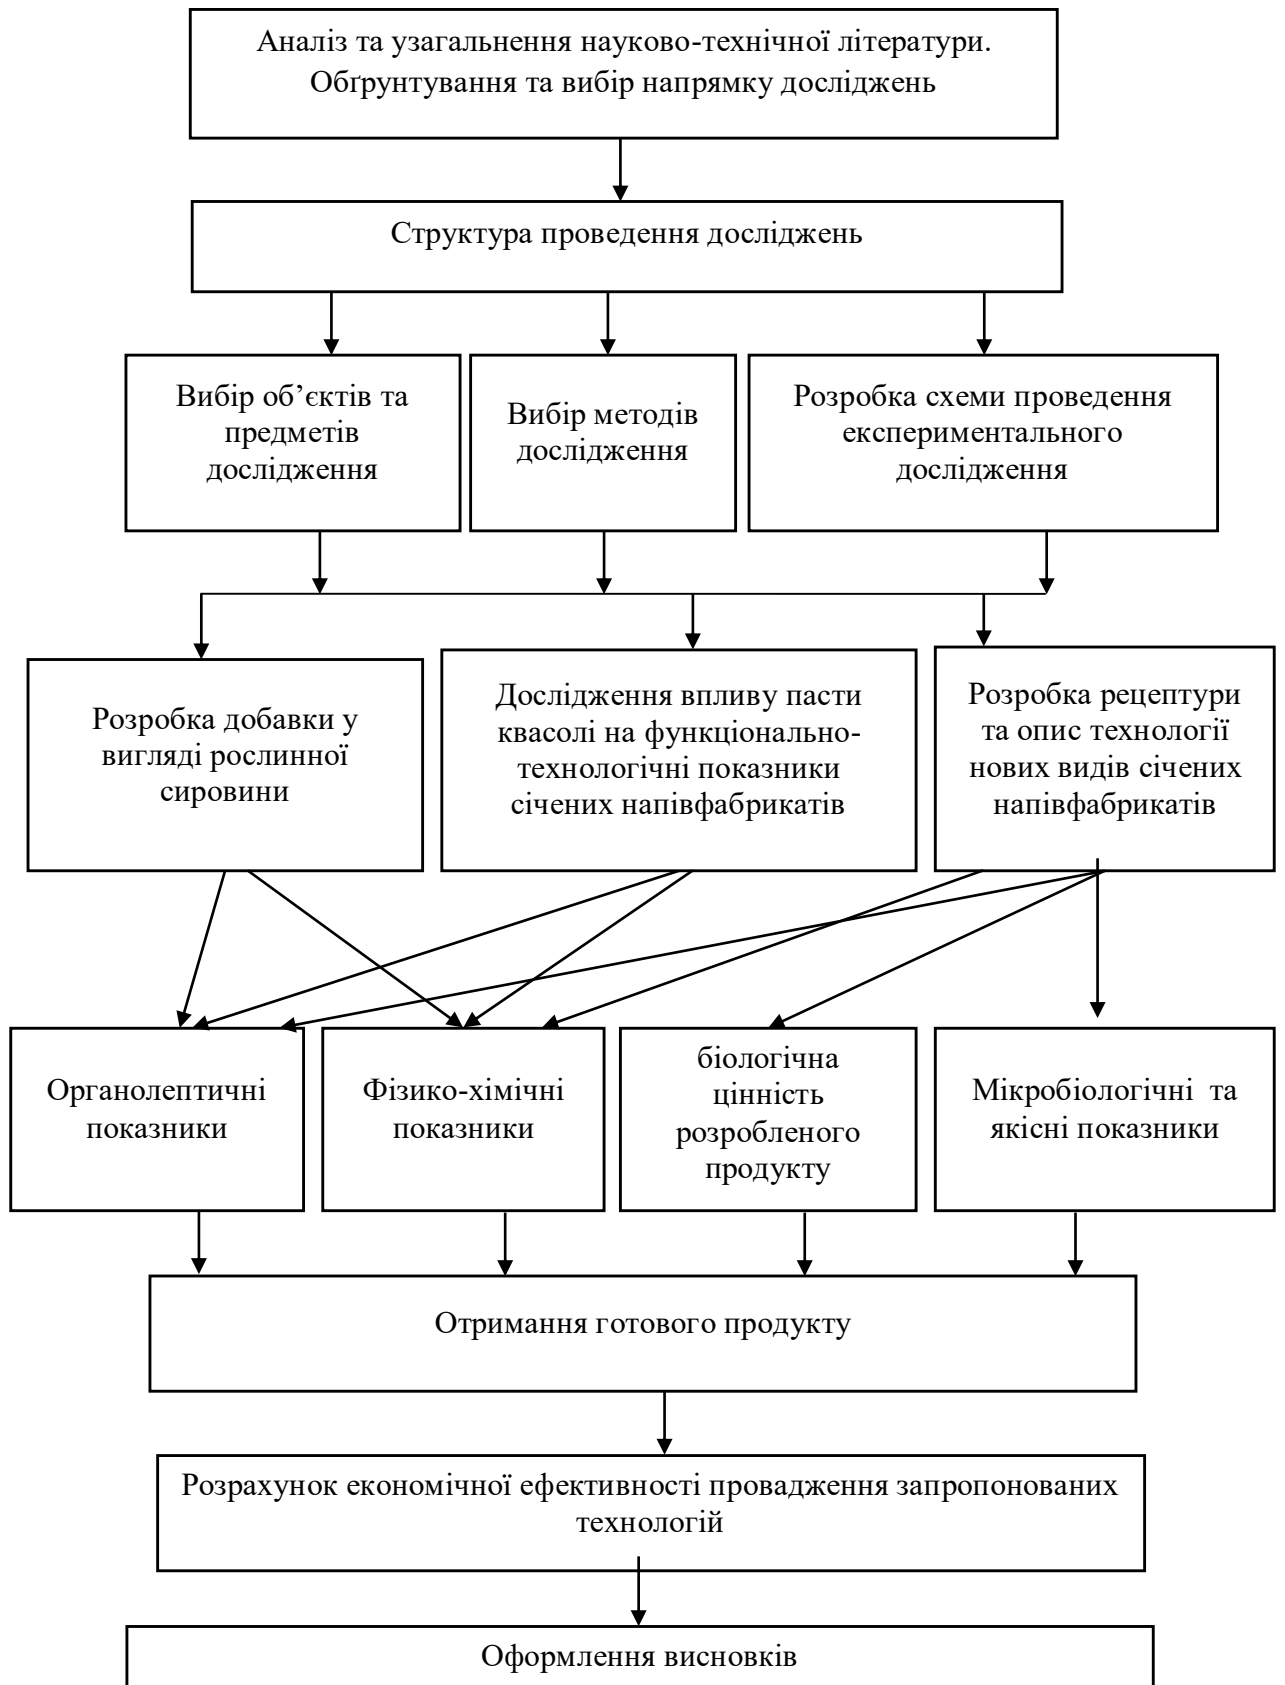 Аналіз та узагальнення науково-технічної літератури.
Обґрунтування та вибір напрямку досліджень
Структура проведення досліджень
Вибір об’єктів та
предметів
дослідження
Вибір методів
дослідження
Розробка схеми проведення
експериментального
дослідження
Розробка добавки у
вигляді рослинної
сировини
Дослідження впливу пасти
квасолі на функціонально-
технологічні показники
січених напівфабрикатів
Розробка рецептури
та опис технології
нових видів січених
напівфабрикатів
Органолептичні
показники
Фізико-хімічні
показники
біологічна
цінність
розробленого
продукту
Мікробіологічні та
якісні показники
Отримання готового продукту
Розрахунок економічної ефективності провадження запропонованих
технологій
Оформлення висновків